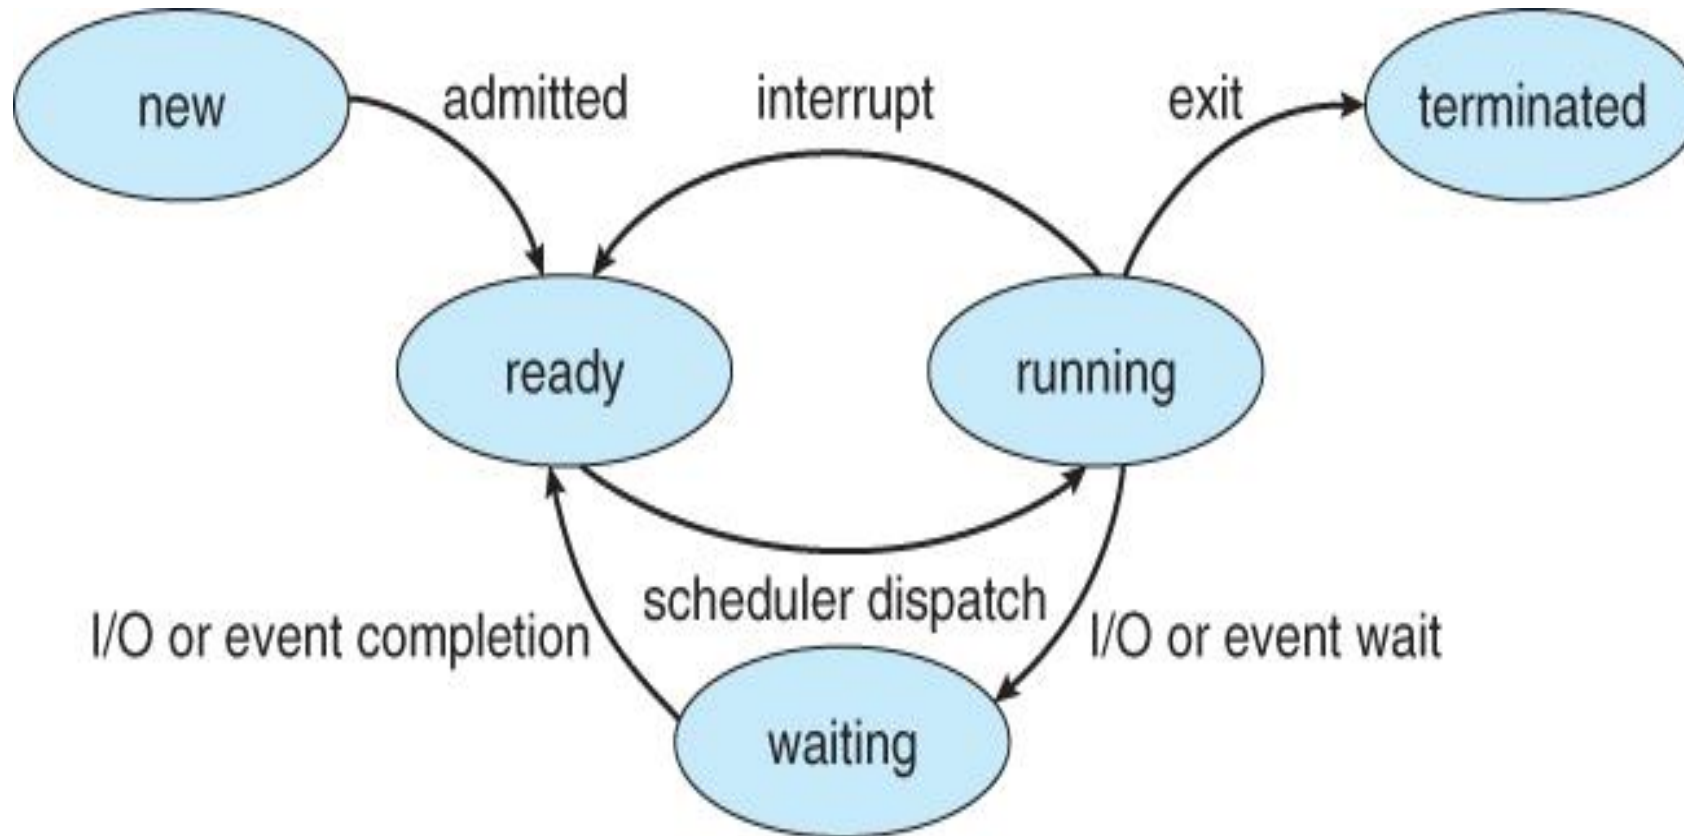 new
admitted
interrupt
exit
terminated
ready
running
scheduler dispatch
I/O or event completion
I/O or event wait
waiting